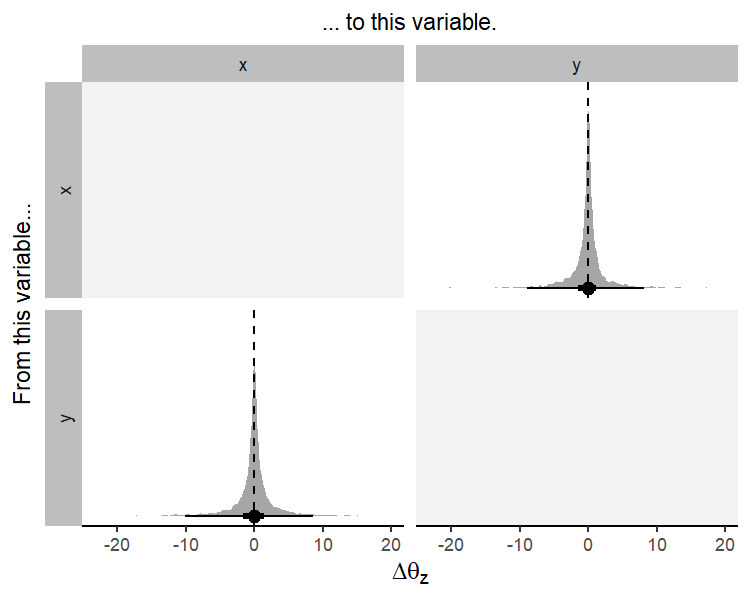 ... to this variable.
x
y
From this variable...
x
y
-20
-10
0
10
20
-20
-10
0
10
20
Δθz